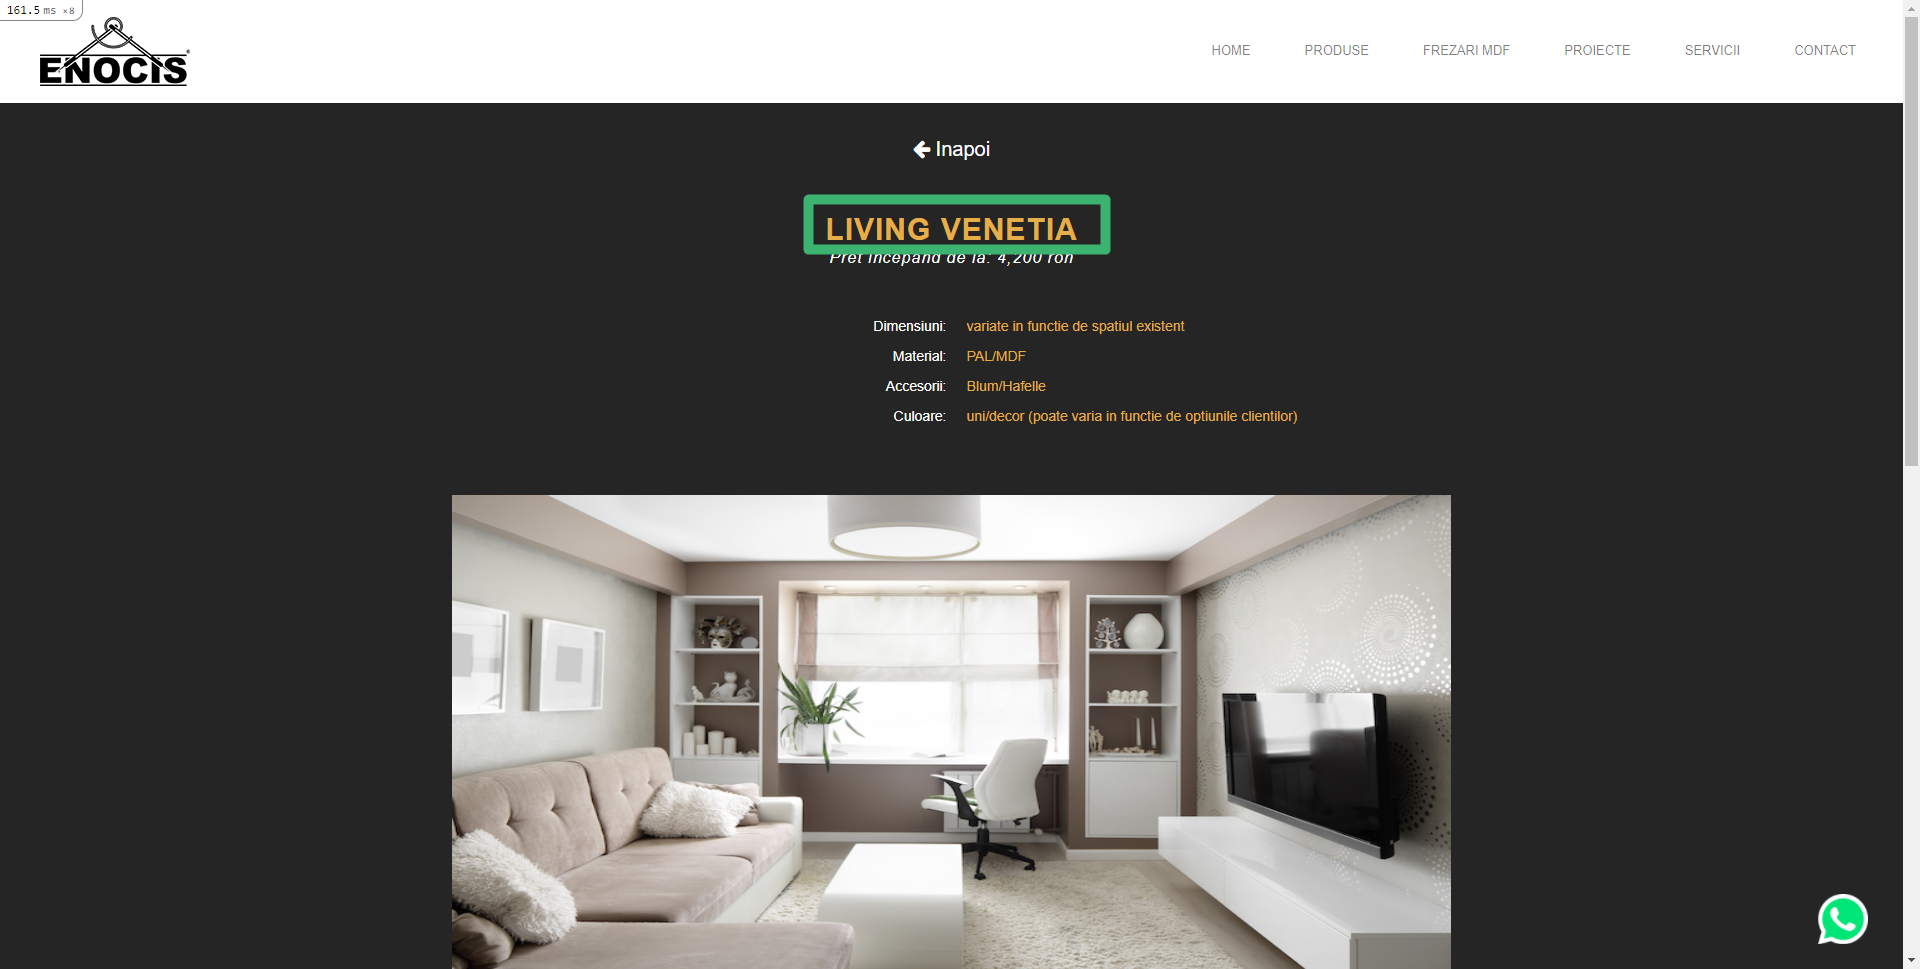 161.5 ms ×8
ENOCIS®
HOME PRODUSE FREZARI MDF PROIECTE SERVICII CONTACT
Inapoi
LIVING VENETIA
Pret incepand de la: 4,200 ron
Dimensiuni: variate in functie de spatiul existent
Material: PAL/MDF
Accesorii: Blum/Hafelle
Culoare: uni/decor (poate varia in functie de optiunile clientilor)